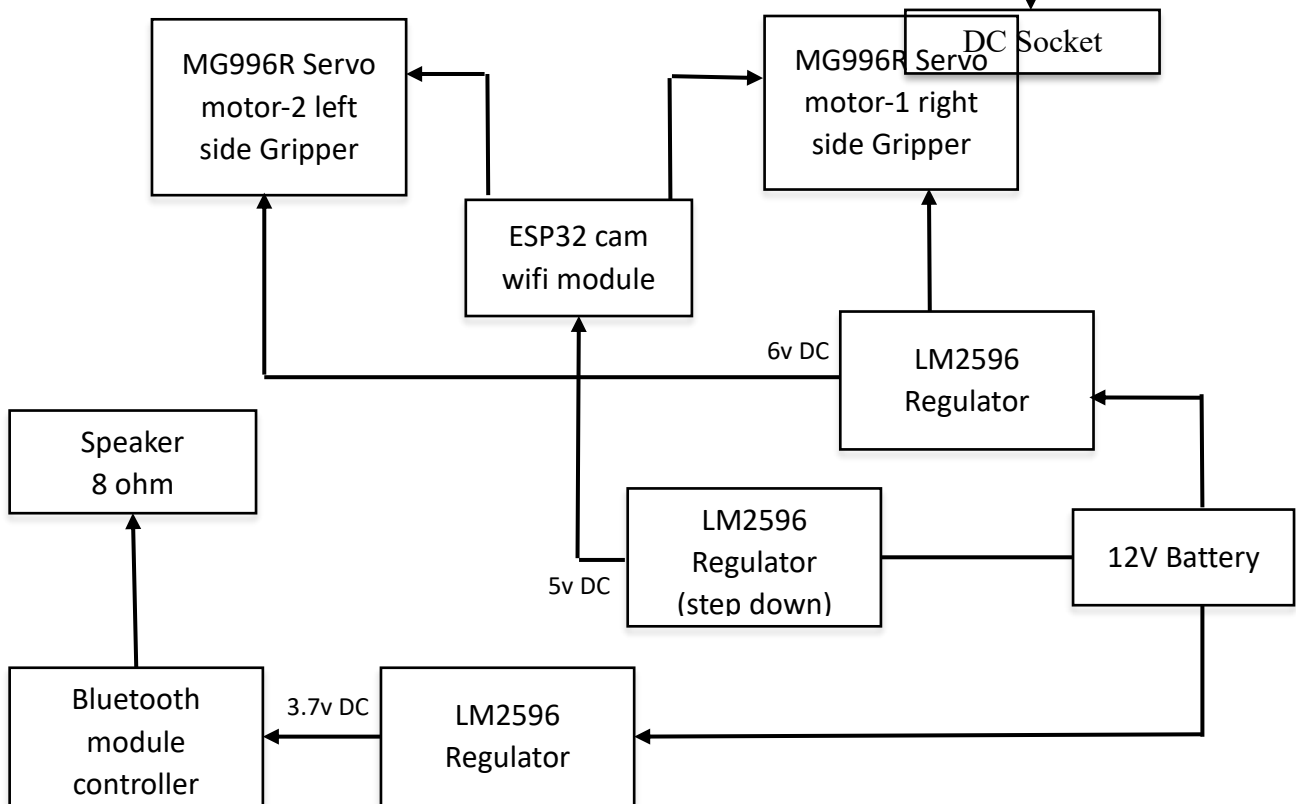 DC Socket
MG996R Servo
motor-2 left
side Gripper
MG996R Servo
motor-1 right
side Gripper
ESP32 cam
wifi module
6v DC
LM2596
Regulator
Speaker
8 ohm
LM2596
Regulator
(step down)
12V Battery
5v DC
Bluetooth
module
controller
3.7v DC
LM2596
Regulator